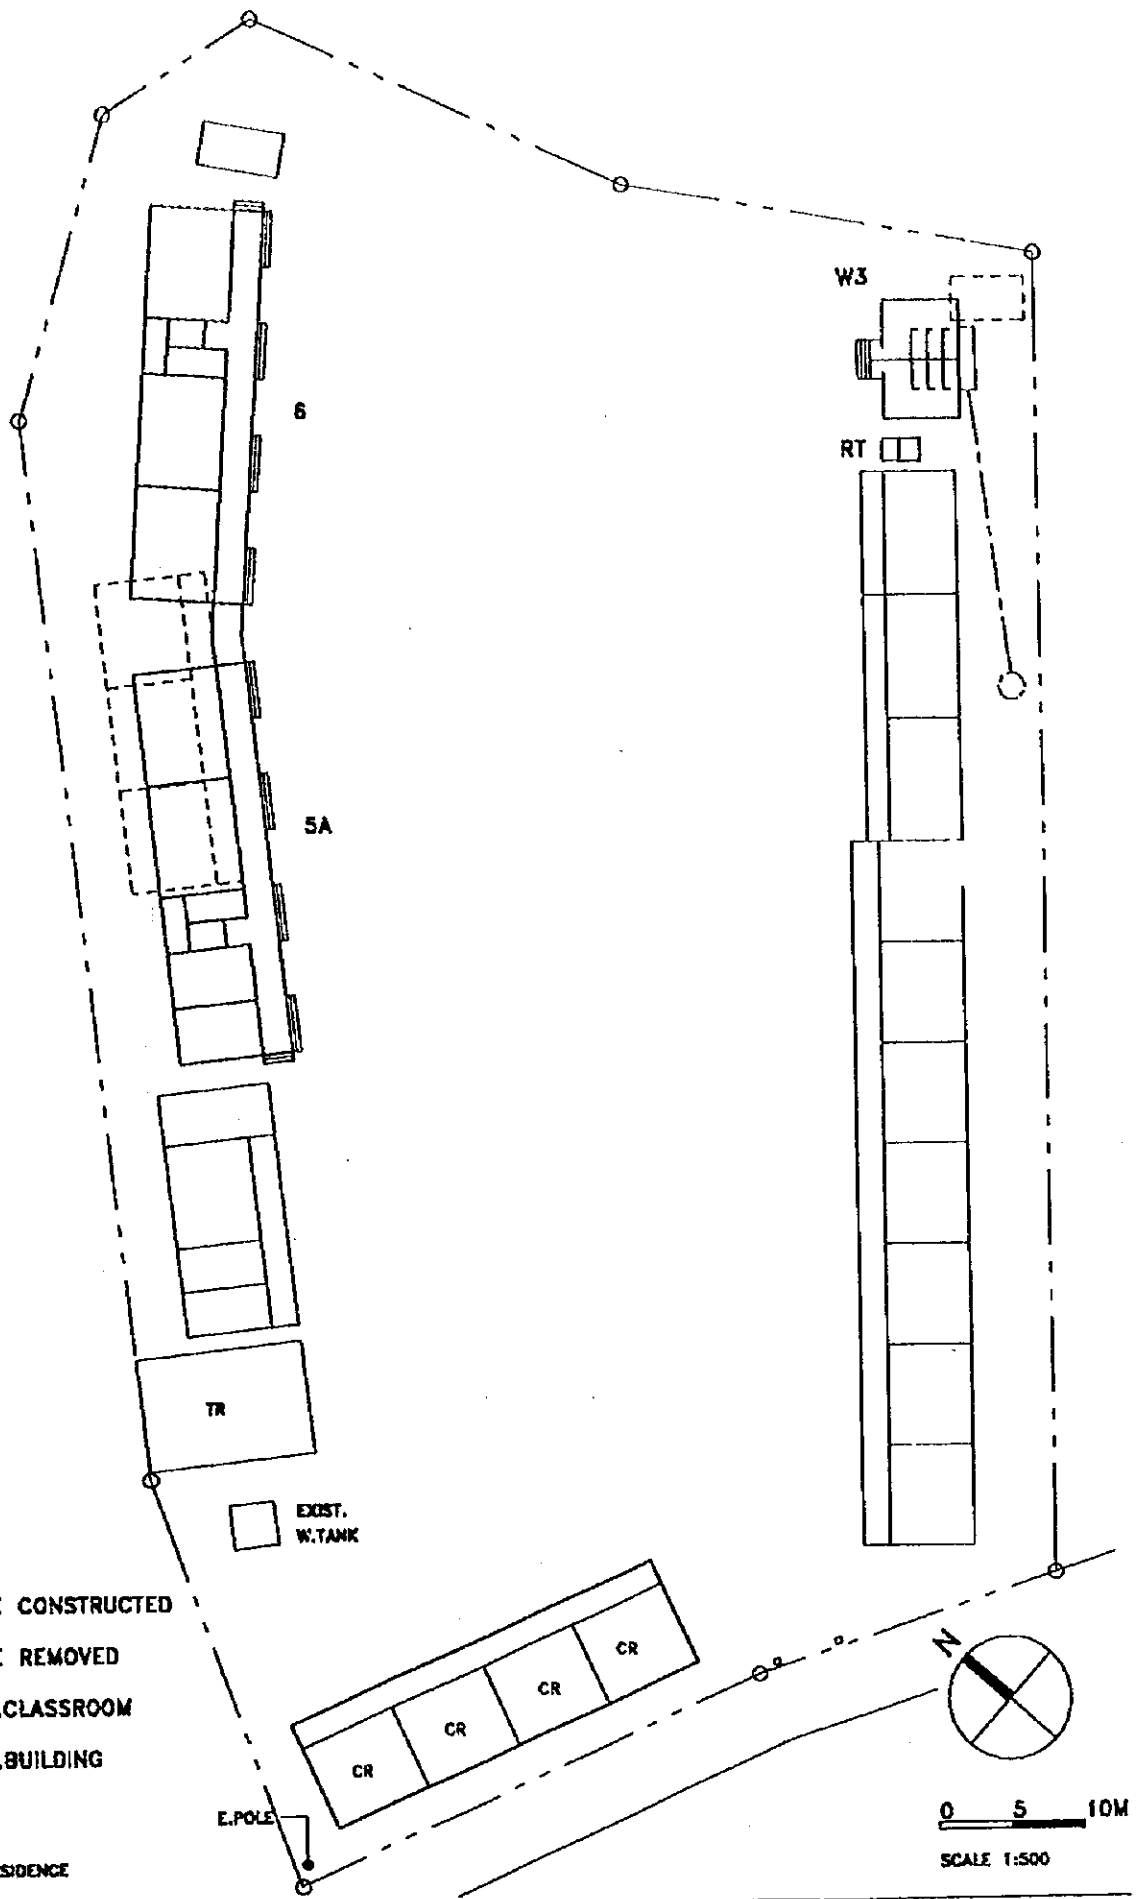 W3
6
RT
5A
TR
EXIST.
W.TANK
CONSTRUCTED
REMOVED
CLASSROOM
BUILDING
CR
CR
CR
CR
N
E.POLE
0 5 10M
SCALE 1:500